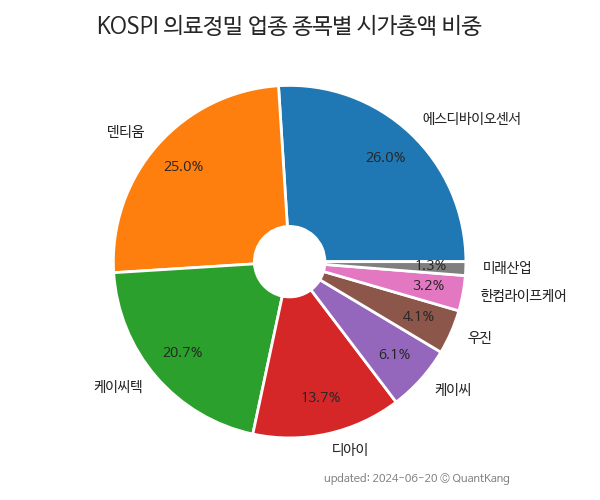 KOSPI 의료정밀 업종 종목별 시가총액 비중
에스디바이오센서
26.0%
덴티움
25.0%
케이씨텍
20.7%
디아이
13.7%
케이씨
6.1%
우진
4.1%
한컴라이프케어
3.2%
미래산업
1.3%
updated: 2024-06-20 © QuantKang